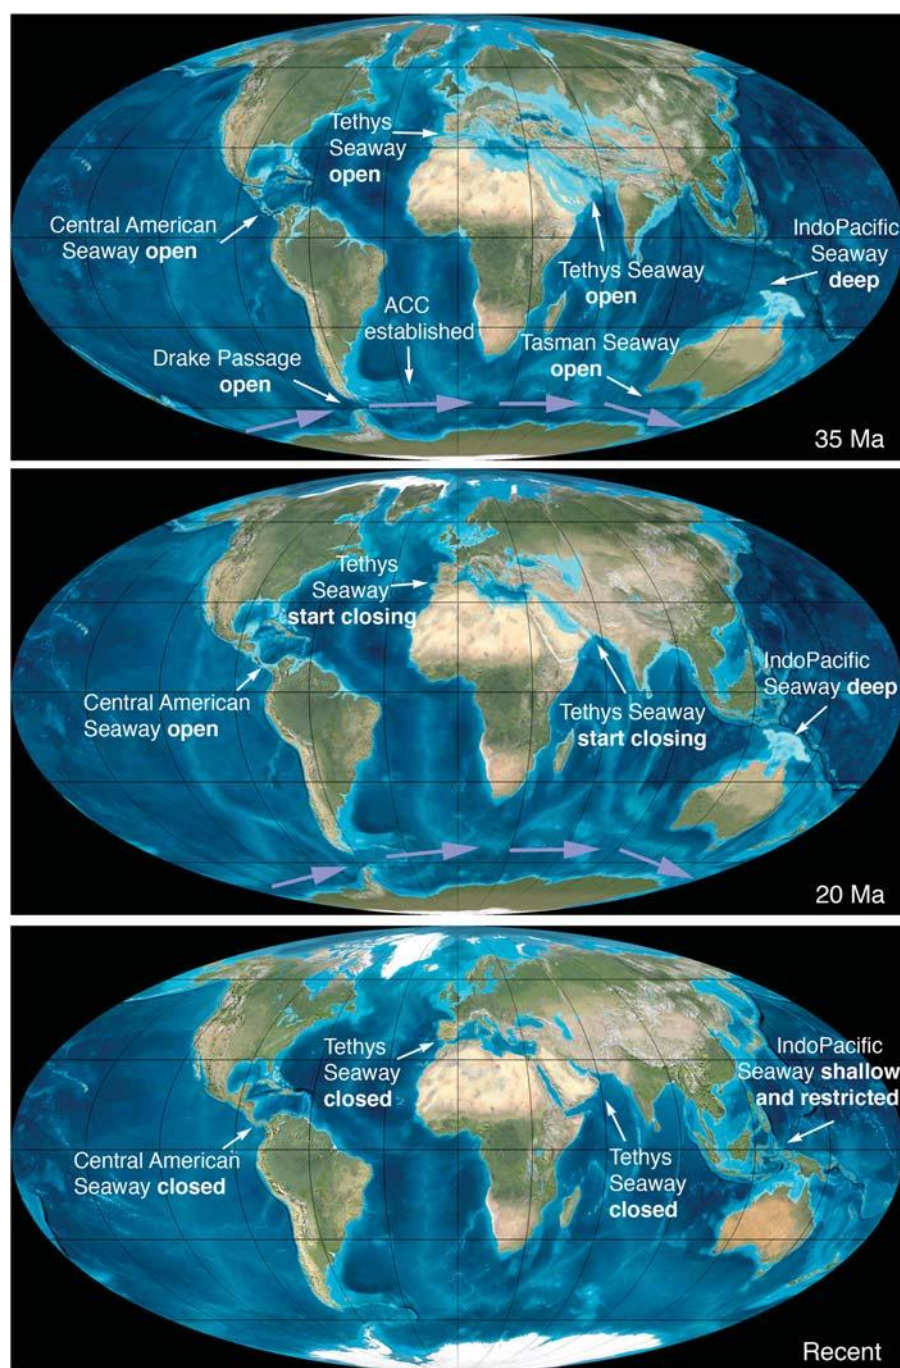 Tethys
Seaway
open
Central American
Seaway open
IndoPacific
Seaway
deep
Tethys Seaway
open
ACC
established
Tasman Seaway
open
Drake Passage
open
35 Ma
Tethys
Seaway
start closing
IndoPacific
Seaway deep
Central American
Seaway open
Tethys Seaway
start closing
20 Ma
Tethys
Seaway
closed
IndoPacific
Seaway shallow
and restricted
Central American
Seaway closed
Tethys
Seaway
closed
Recent